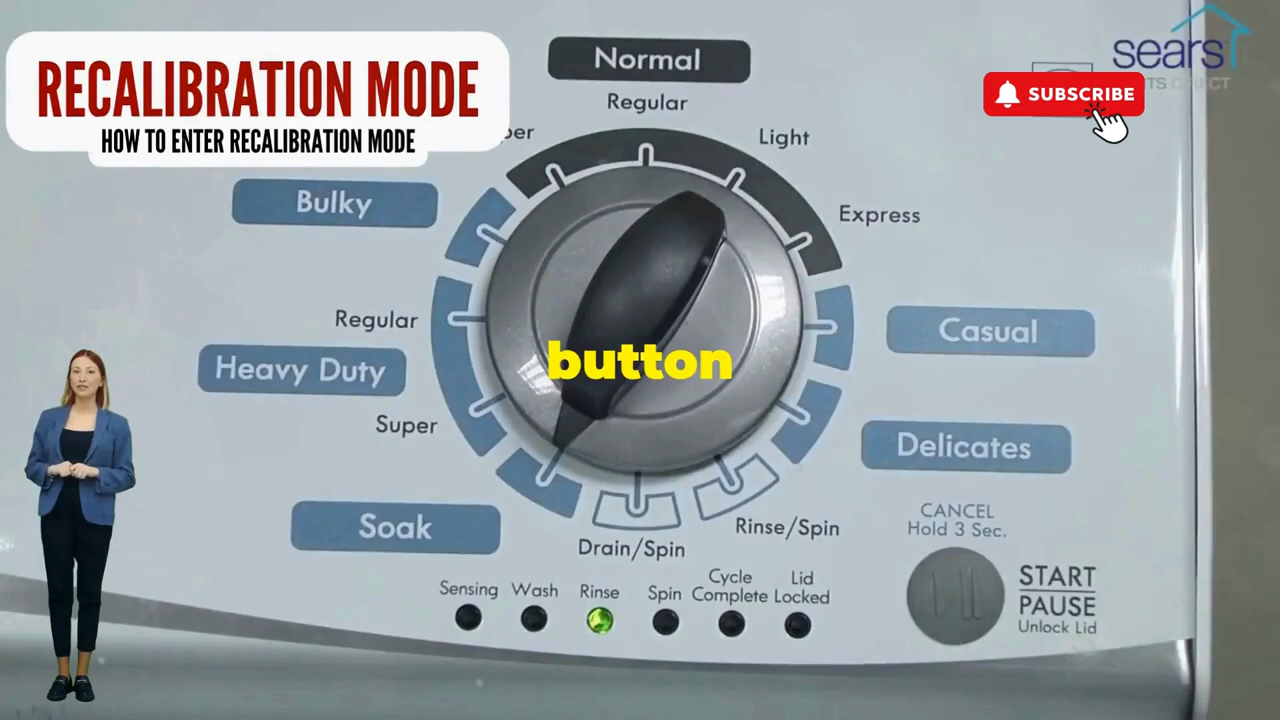 sears
RECALIBRATION MODE
HOW TO ENTER RECALIBRATION MODE
SUBSCRIBE
DIRECT
Normal
Regular
Light
Bulky
Express
Regular
Casual
Heavy Duty
button
Super
Delicates
Soak
CANCEL
Hold 3 Sec.
Rinse/Spin
Drain/Spin
Sensing
Wash
Rinse
Spin
Cycle
Complete
Lid
Locked
START
PAUSE
Unlock Lid